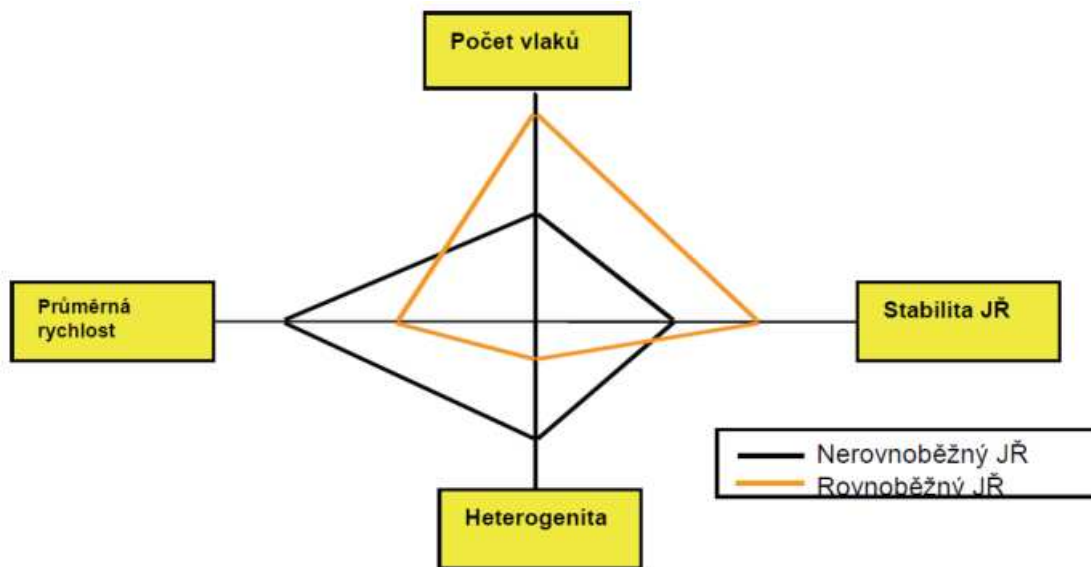 Počet vlaků
Průměrná
rychlost
Stabilita JŘ
Nerovnoběžný JŘ
Rovnoběžný JŘ
Heterogenita